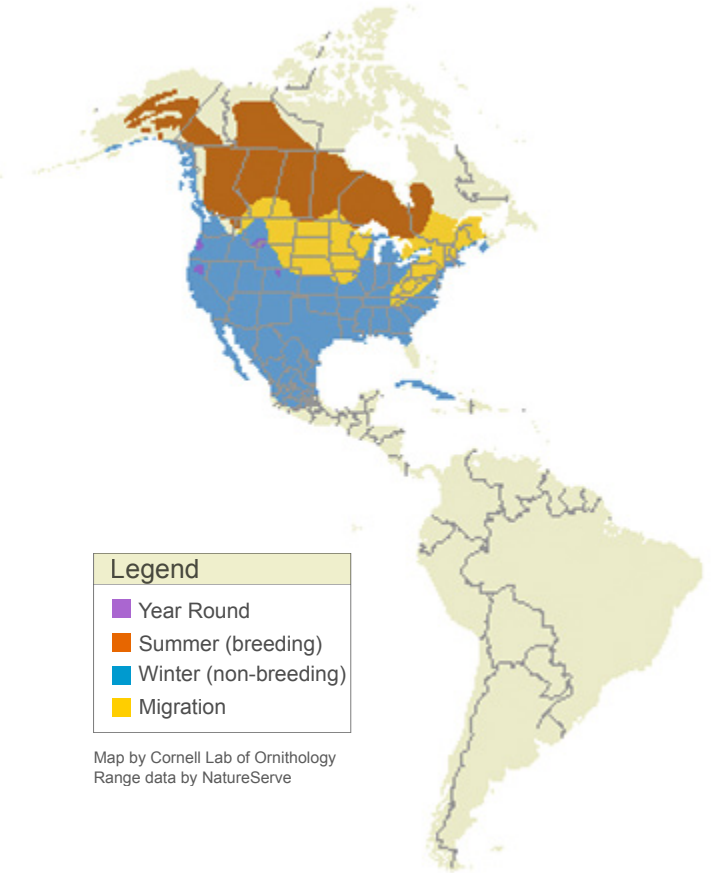 Legend
Year Round
Summer (breeding)
Winter (non-breeding)
Migration
Map by Cornell Lab of Ornithology
Range data by NatureServe